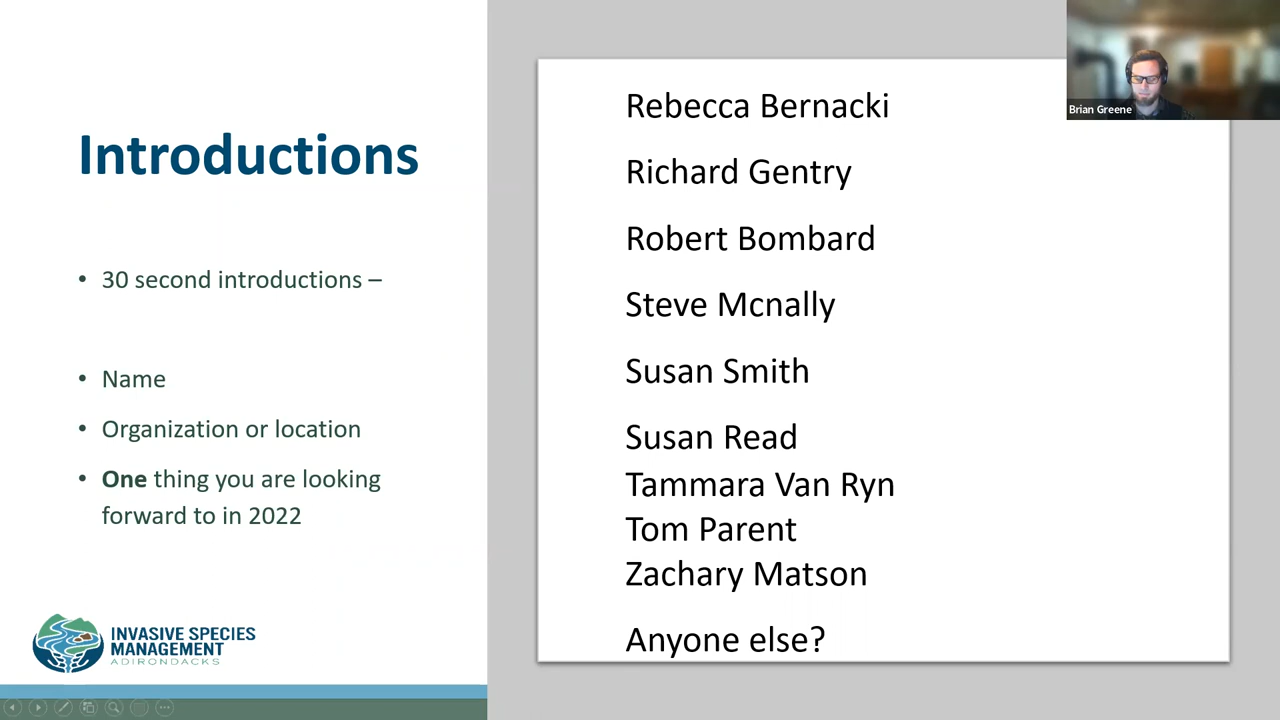 Introductions
• 30 second introductions –
• Name
• Organization or location
• One thing you are looking
forward to in 2022
INVASIVE SPECIES
MANAGEMENT
ADIRONDACKS
Rebecca Bernacki
Richard Gentry
Robert Bombard
Steve Mcnally
Susan Smith
Susan Read
Tammara Van Ryn
Tom Parent
Zachary Matson
Anyone else?
Brian Greene